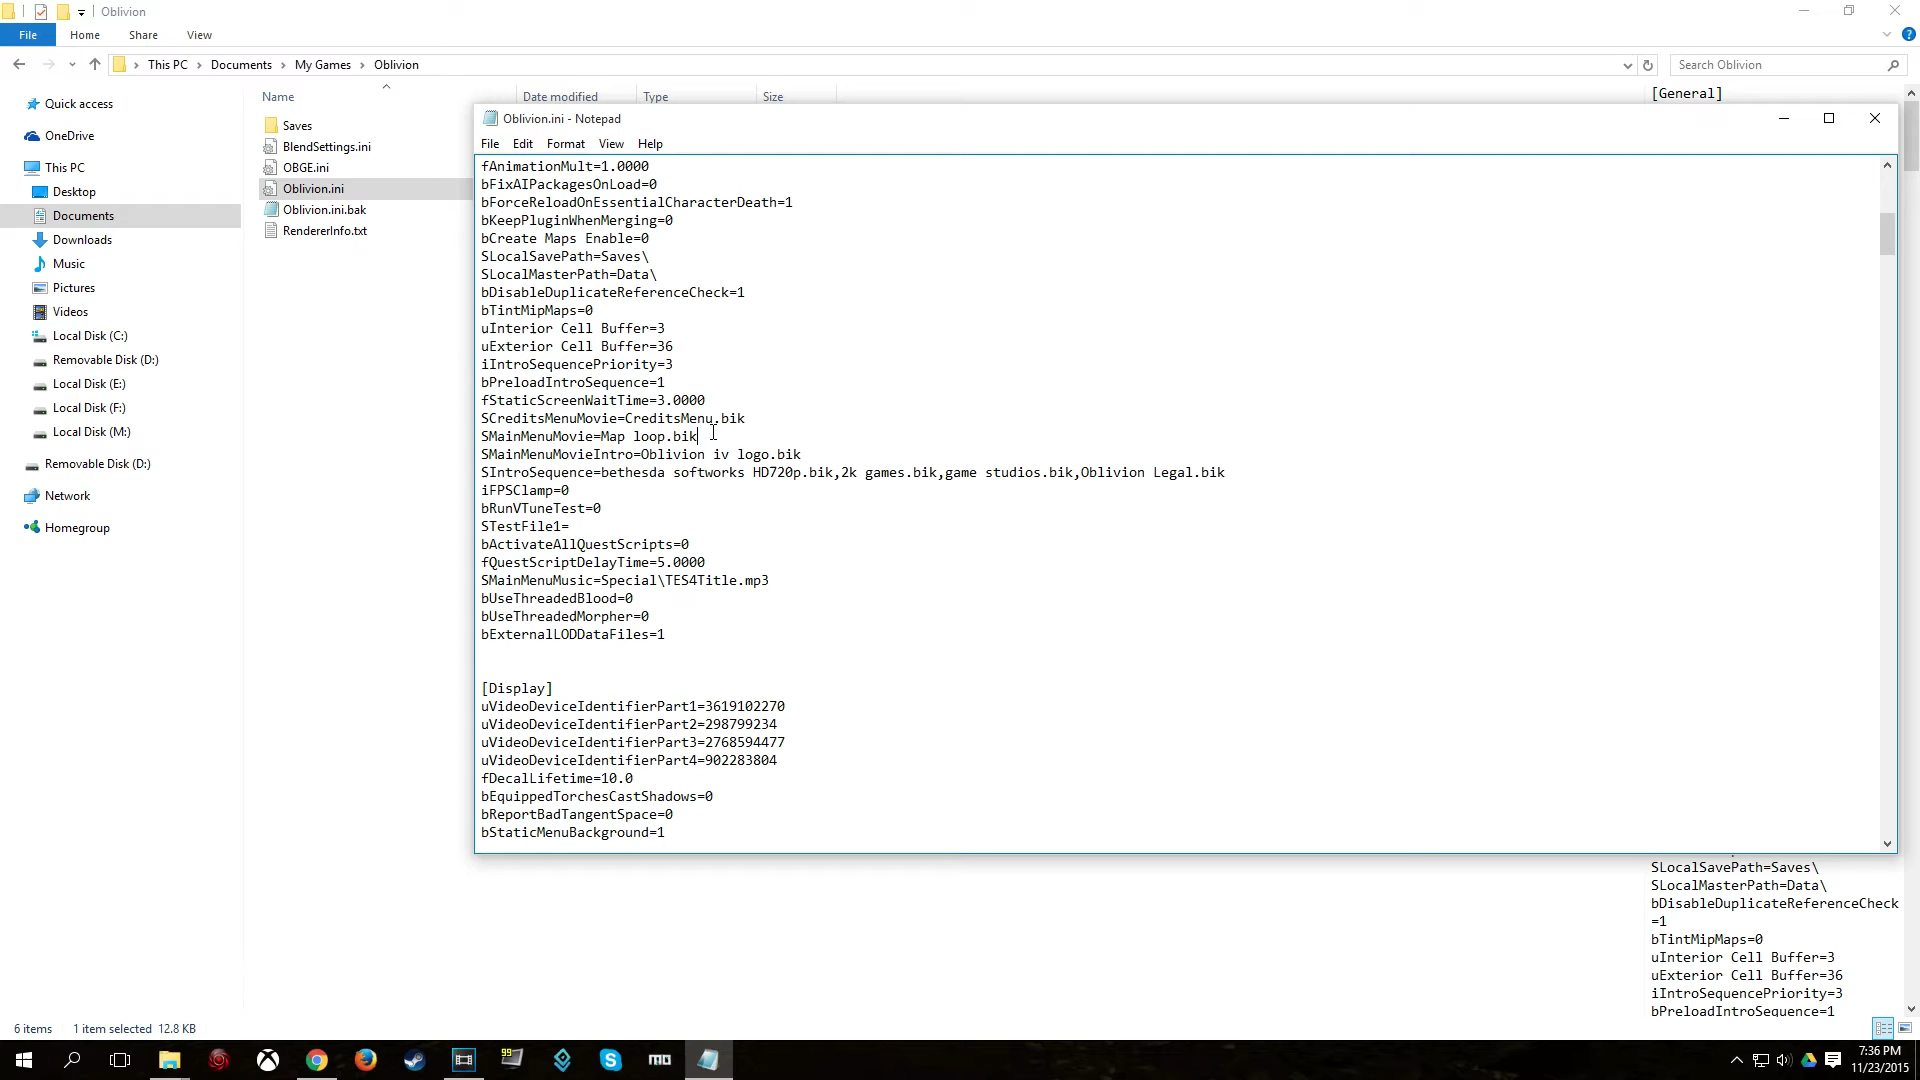 Oblivion
File Home Share View
This PC Documents My Games Oblivion
Search Oblivion
Quick access
OneDrive
This PC
Desktop
Documents
Downloads
Music
Pictures
Videos
Local Disk (C:)
Removable Disk (D:)
Local Disk (E:)
Local Disk (F:)
Local Disk (M:)
Removable Disk (D:)
Network
Homegroup
Name Date modified Type Size
Saves
BlendSettings.ini
OBGE.ini
Oblivion.ini
Oblivion.ini.bak
RendererInfo.txt
Oblivion.ini - Notepad
File Edit Format View Help
fAnimationMult=1.0000
bFixAIPackagesOnLoad=0
bForceReloadOnEssentialCharacterDeath=1
bKeepPluginWhenMerging=0
bCreate Maps Enable=0
SLocalSavePath=Saves\
SLocalMasterPath=Data\
bDisableDuplicateReferenceCheck=1
bTintMipMaps=0
uInterior Cell Buffer=3
uExterior Cell Buffer=36
iIntroSequencePriority=3
bPreloadIntroSequence=1
fStaticScreenWaitTime=3.0000
SCreditsMenuMovie=CreditsMenu.bik
SMainMenuMovie=Map loop.bik
SMainMenuMovieIntro=Oblivion iv logo.bik
SIntroSequence=bethesda softworks HD720p.bik,2k games.bik,game studios.bik,Oblivion Legal.bik
iFPSClamp=0
bRunVTuneTest=0
STestFile1=
bActivateAllQuestScripts=0
fQuestScriptDelayTime=5.0000
SMainMenuMusic=Special\TES4Title.mp3
bUseThreadedBlood=0
bUseThreadedMorpher=0
bExternalLODDataFiles=1
[Display]
uVideoDeviceIdentifierPart1=3619102270
uVideoDeviceIdentifierPart2=298799234
uVideoDeviceIdentifierPart3=2768594477
uVideoDeviceIdentifierPart4=902283804
fDecalLifetime=10.0
bEquippedTorchesCastShadows=0
bReportBadTangentSpace=0
bStaticMenuBackground=1
[General]
SLocalSavePath=Saves\
SLocalMasterPath=Data\
bDisableDuplicateReferenceCheck
=1
bTintMipMaps=0
uInterior Cell Buffer=3
uExterior Cell Buffer=36
iIntroSequencePriority=3
bPreloadIntroSequence=1
6 items 1 item selected 12.8 KB
99
MO
7:36 PM
11/23/2015